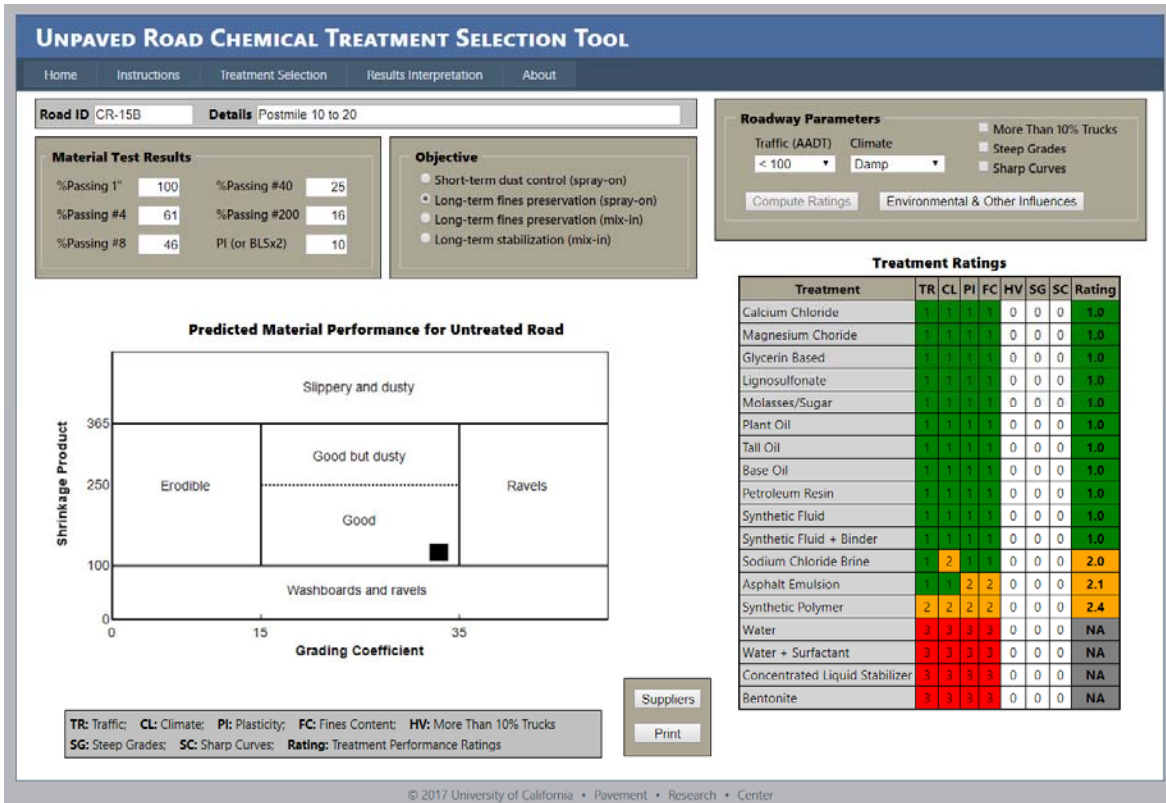 UNPAVED ROAD CHEMICAL TREATMENT SELECTION TOOL
Home Instructions Treatment Selection Results Interpretation About
Road ID CR-15B Details Postmile 10 to 20
Material Test Results
%Passing 1" 100 %Passing #40 25
%Passing #4 61 %Passing #200 16
%Passing #8 46 PI (or BLSx2) 10
Objective
Short-term dust control (spray-on)
Long-term fines preservation (spray-on)
Long-term fines preservation (mix-in)
Long-term stabilization (mix-in)
Roadway Parameters
Traffic (AADT) Climate
< 100 Damp
More Than 10% Trucks
Steep Grades
Sharp Curves
Compute Ratings Environmental & Other Influences
Predicted Material Performance for Untreated Road
Shrinkage Product
365
250
100
0
Slippery and dusty
Good but dusty
Erodible Good Ravels
Washboards and ravels
0 15 35
Grading Coefficient
Treatment Ratings
Treatment TR CL PI FC HV SG SC Rating
Calcium Chloride 1 1 1 1 0 0 0 1.0
Magnesium Choride 1 1 1 1 0 0 0 1.0
Glycerin Based 1 1 1 1 0 0 0 1.0
Lignosulfonate 1 1 1 1 0 0 0 1.0
Molasses/Sugar 1 1 1 1 0 0 0 1.0
Plant Oil 1 1 1 1 0 0 0 1.0
Tall Oil 1 1 1 1 0 0 0 1.0
Base Oil 1 1 1 1 0 0 0 1.0
Petroleum Resin 1 1 1 1 0 0 0 1.0
Synthetic Fluid 1 1 1 1 0 0 0 1.0
Synthetic Fluid + Binder 1 1 1 1 0 0 0 1.0
Sodium Chloride Brine 1 2 1 1 0 0 0 2.0
Asphalt Emulsion 1 1 2 2 0 0 0 2.1
Synthetic Polymer 2 2 2 2 0 0 0 2.4
Water 3 3 3 3 0 0 0 NA
Water + Surfactant 3 3 3 3 0 0 0 NA
Concentrated Liquid Stabilizer 3 3 3 3 0 0 0 NA
Bentonite 3 3 3 3 0 0 0 NA
Suppliers
Print
TR: Traffic; CL: Climate; PI: Plasticity; FC: Fines Content; HV: More Than 10% Trucks
SG: Steep Grades; SC: Sharp Curves; Rating: Treatment Performance Ratings
© 2017 University of California • Pavement • Research • Center